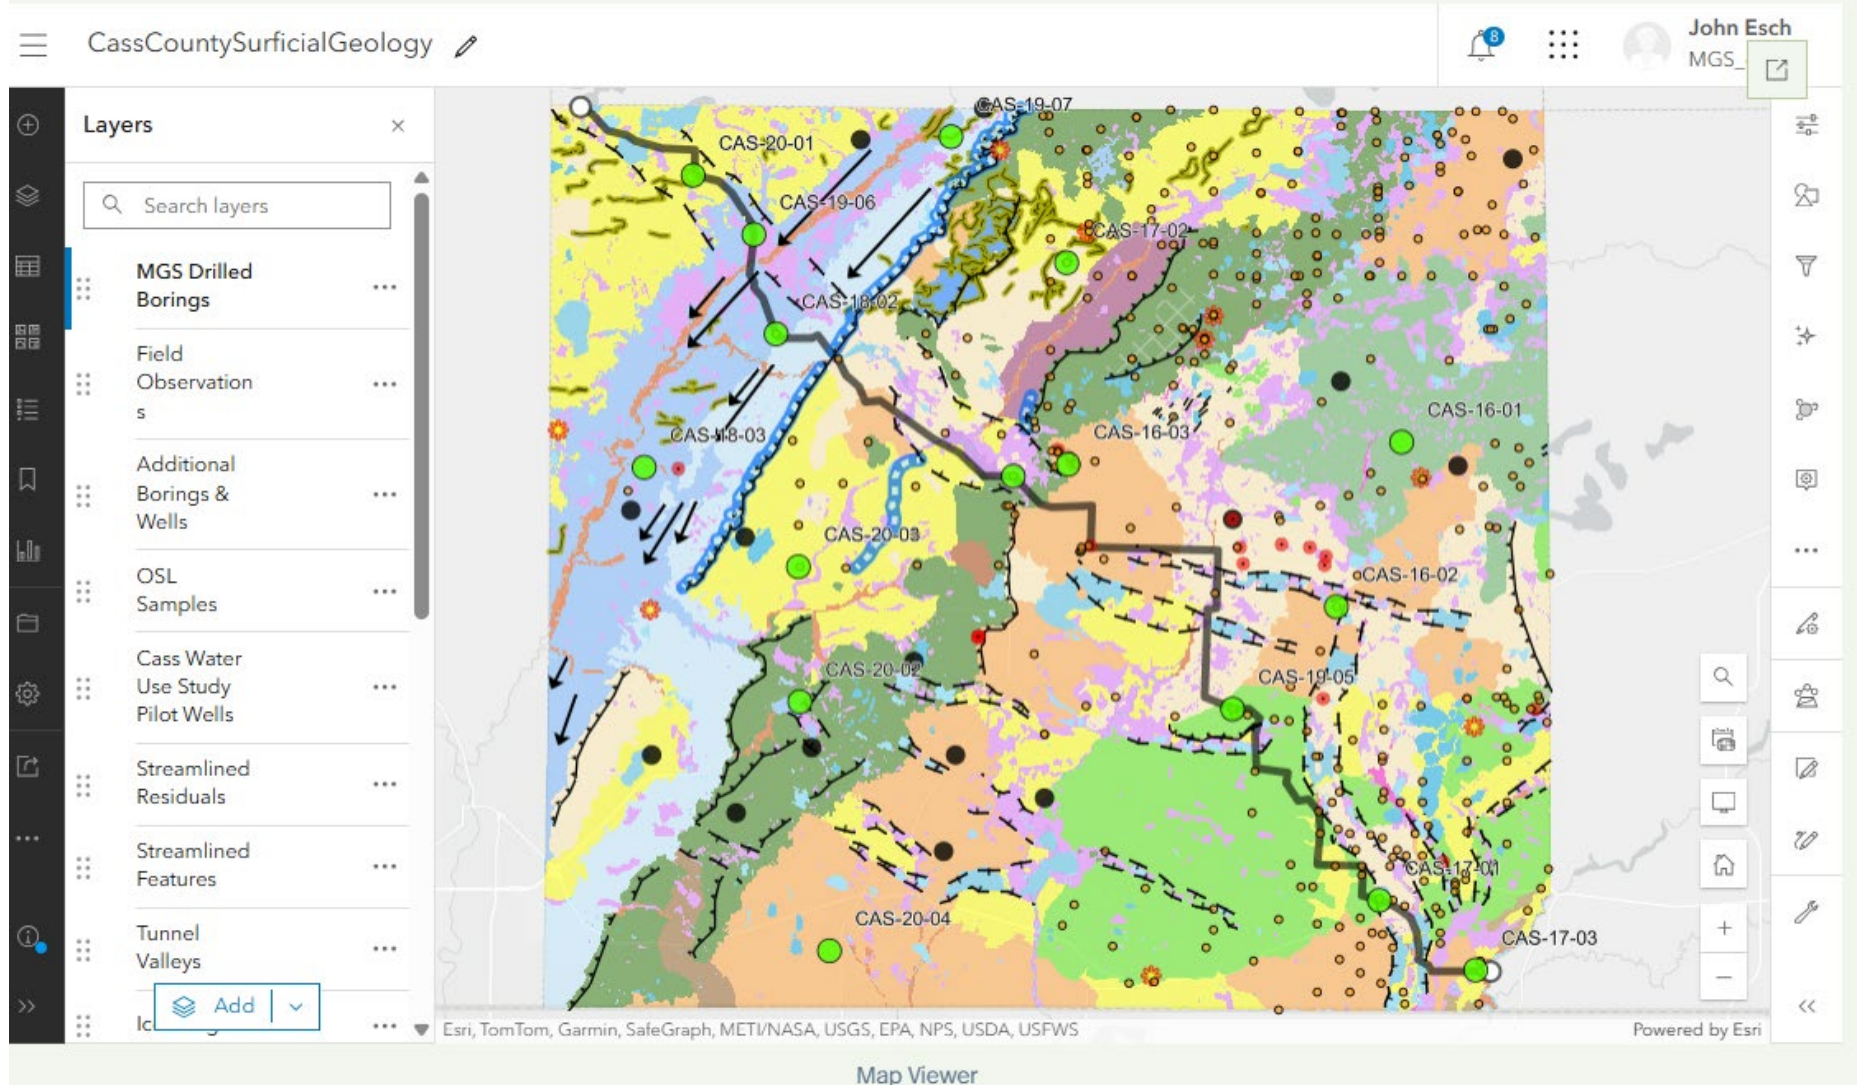 CassCountySurficialGeology
8
John Esch
MGS_
Layers
Search layers
MGS Drilled
Borings
Field
Observation
s
Additional
Borings &
Wells
OSL
Samples
Cass Water
Use Study
Pilot Wells
Streamlined
Residuals
Streamlined
Features
Tunnel
Valleys
Add
CAS-19-07
CAS-20-01
CAS-19-06
CAS-17-02
CAS-18-02
CAS-16-01
CAS-16-03
CAS-18-03
CAS-20-03
CAS-16-02
CAS-20-02
CAS-19-05
CAS-17-01
CAS-20-04
CAS-17-03
Esri, TomTom, Garmin, SafeGraph, METI/NASA, USGS, EPA, NPS, USDA, USFWS
Powered by Esri
Map Viewer